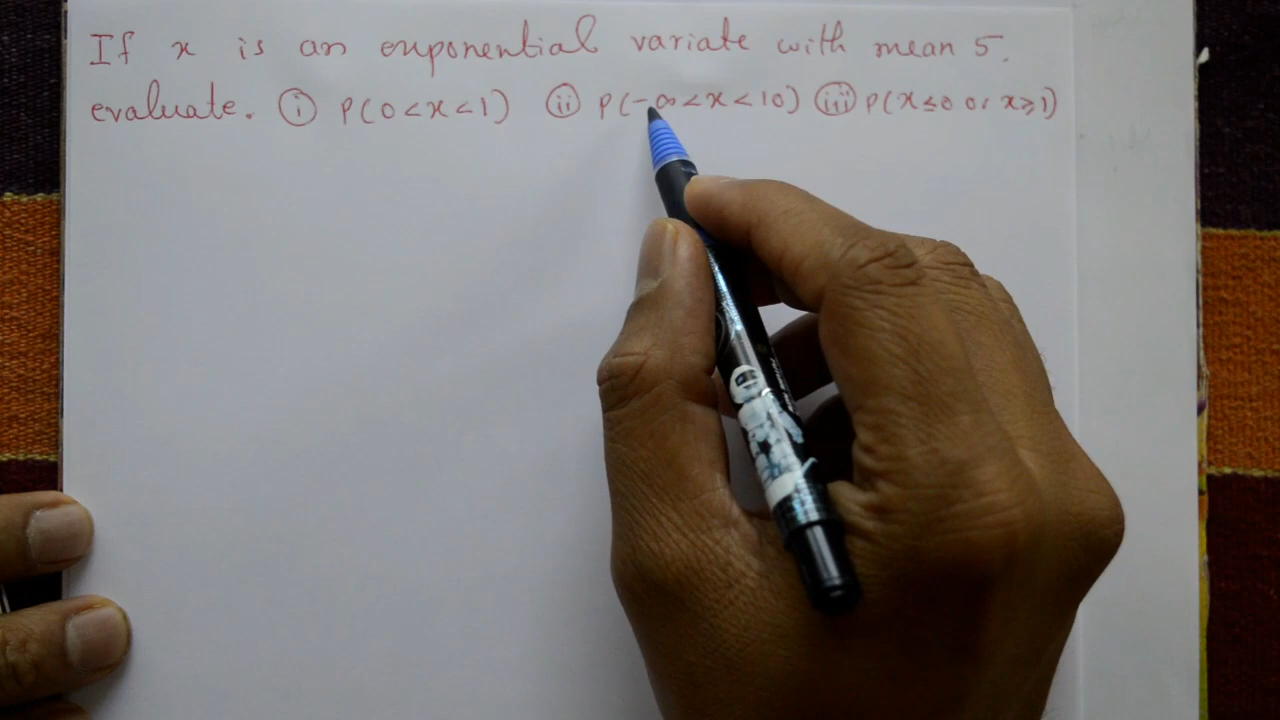 If x is an exponential variate with mean 5.
evaluate. (i) P(0<x<1) (ii) P(-∞<x<10) (iii) P(x≤0 or x≥1)